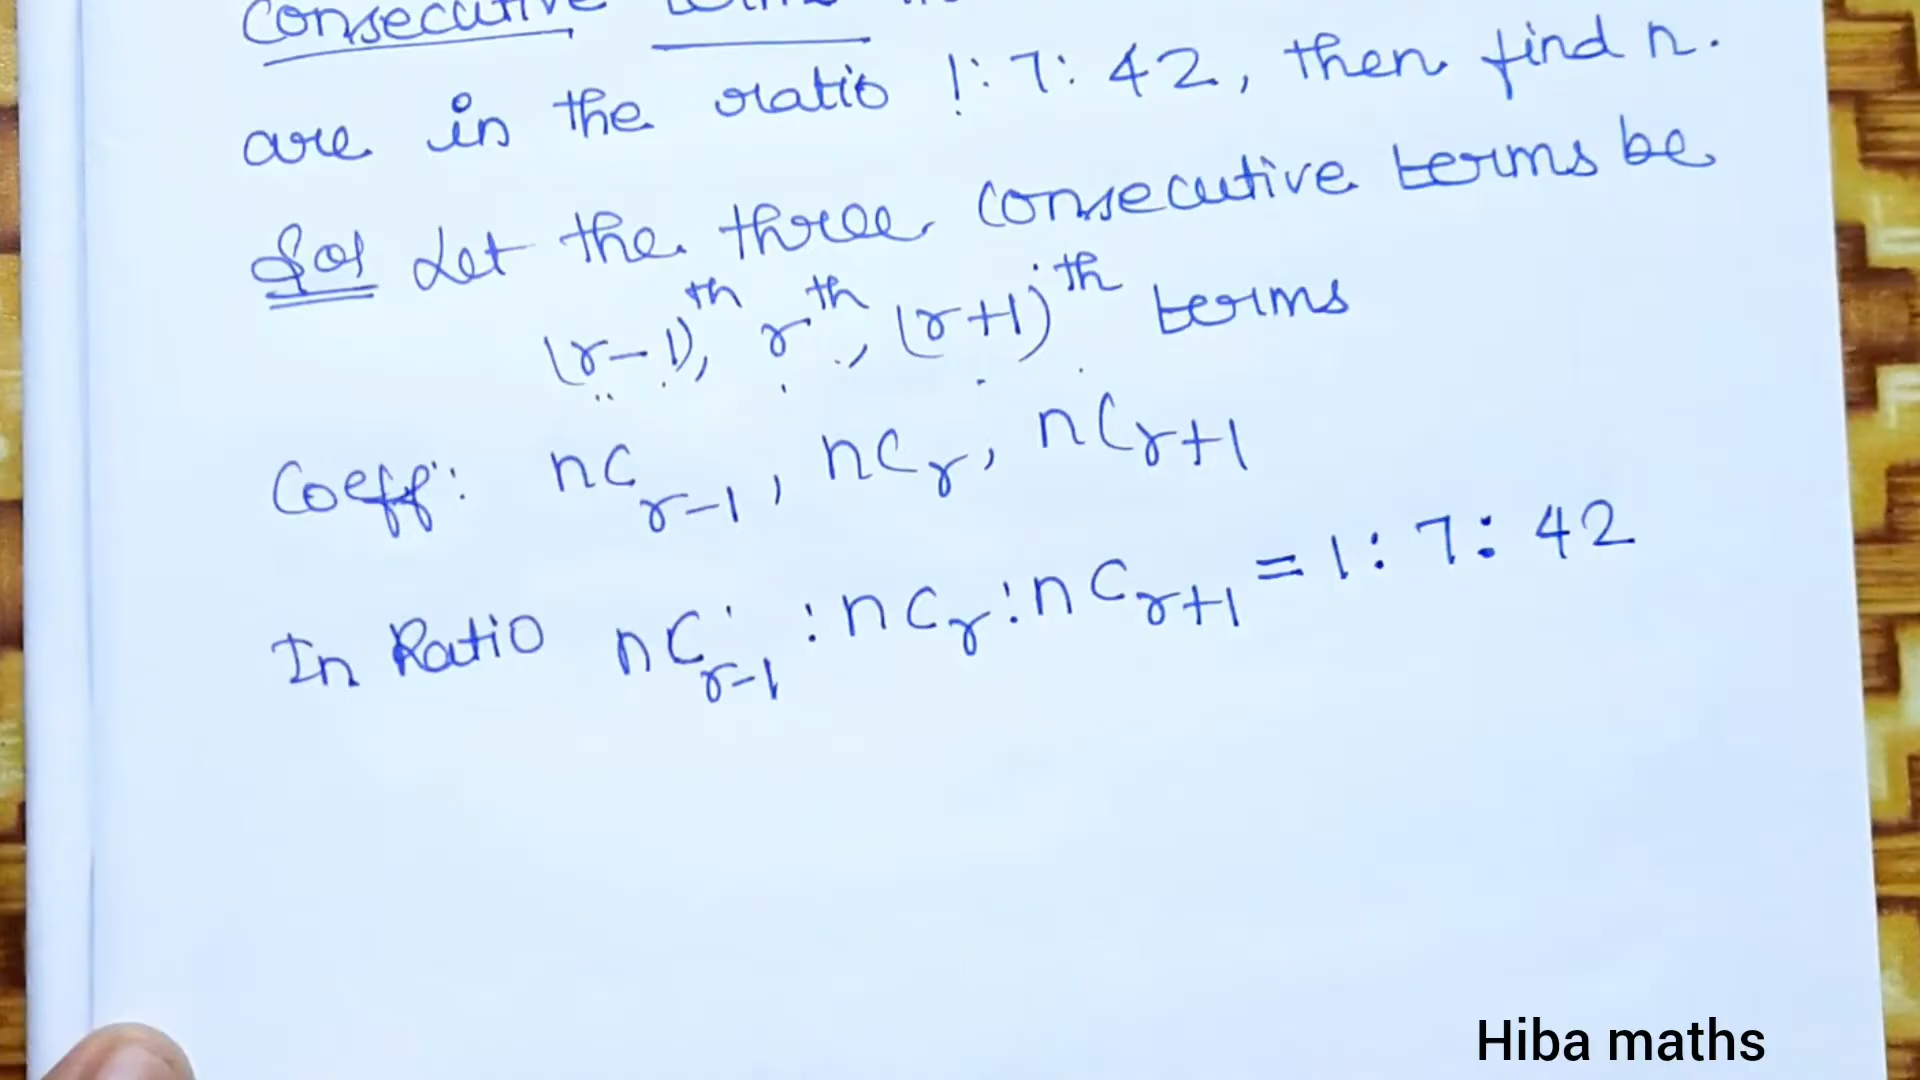 consecutive
are in the ratio 1:7:42, then find n.
Sol Let the three consecutive terms be
(r-1)th, rth, (r+1)th terms
Coeff: nCr-1, nCr, nCr+1
In Ratio nCr-1 : nCr : nCr+1 = 1:7:42
Hiba maths